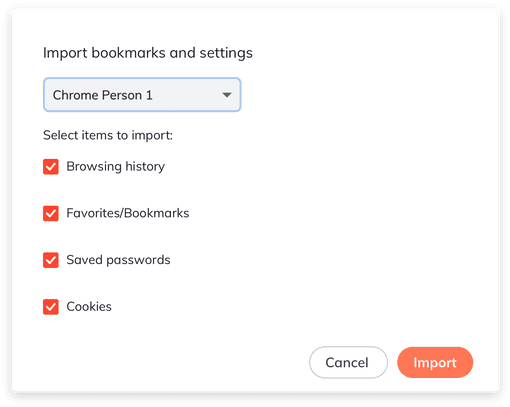 Import bookmarks and settings
Chrome Person 1
Select items to import:
Browsing history
Favorites/Bookmarks
Saved passwords
Cookies
Cancel Import